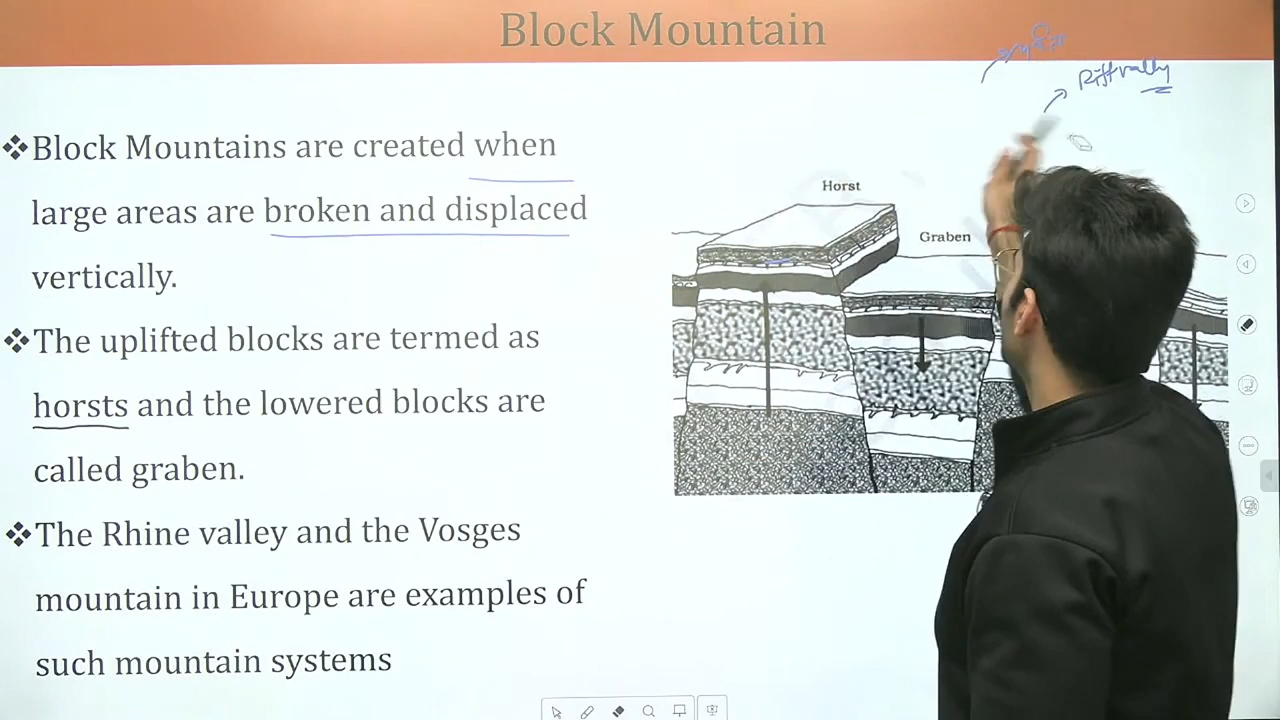 Block Mountain
Rift vally
❖Block Mountains are created when
large areas are broken and displaced
vertically.
❖The uplifted blocks are termed as
horsts and the lowered blocks are
called graben.
❖The Rhine valley and the Vosges
mountain in Europe are examples of
such mountain systems
Horst
Graben